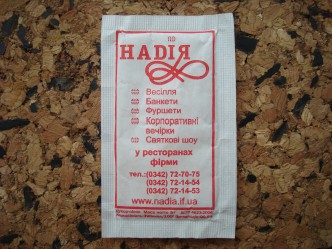 НАДІЯ
Весілля
Банкети
Фуршети
Корпоративні
вечірки
Святкові шоу
у ресторанах
фірми
тел.:(0342) 72-70-75
(0342) 72-14-54
(0342) 72-14-53
www.nadia.if.ua